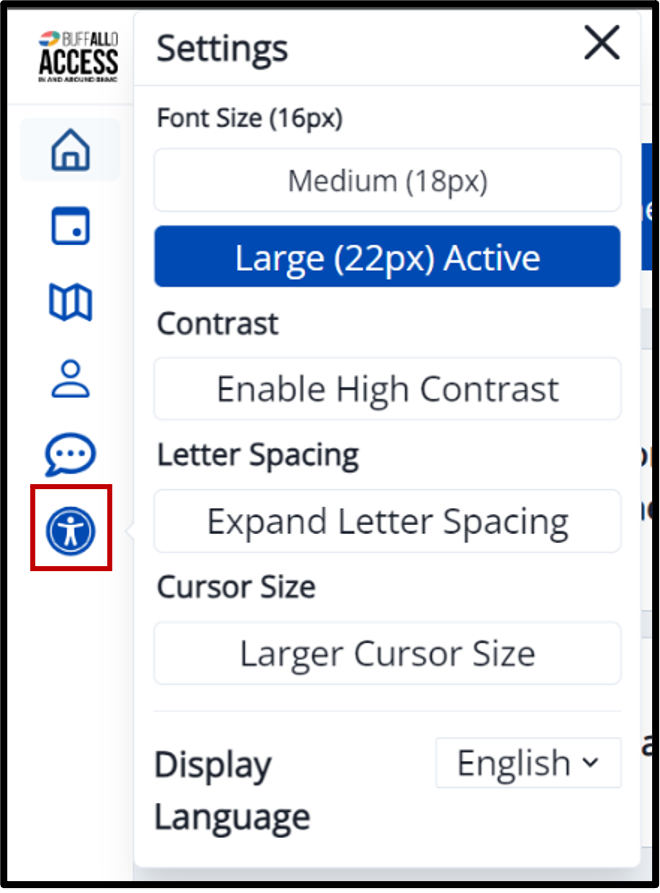 BUFFALLO
ACCESS
IN AND AROUND BNMC
Settings
Font Size (16px)
Medium (18px)
Large (22px) Active
Contrast
Enable High Contrast
Letter Spacing
Expand Letter Spacing
Cursor Size
Larger Cursor Size
Display
Language
English